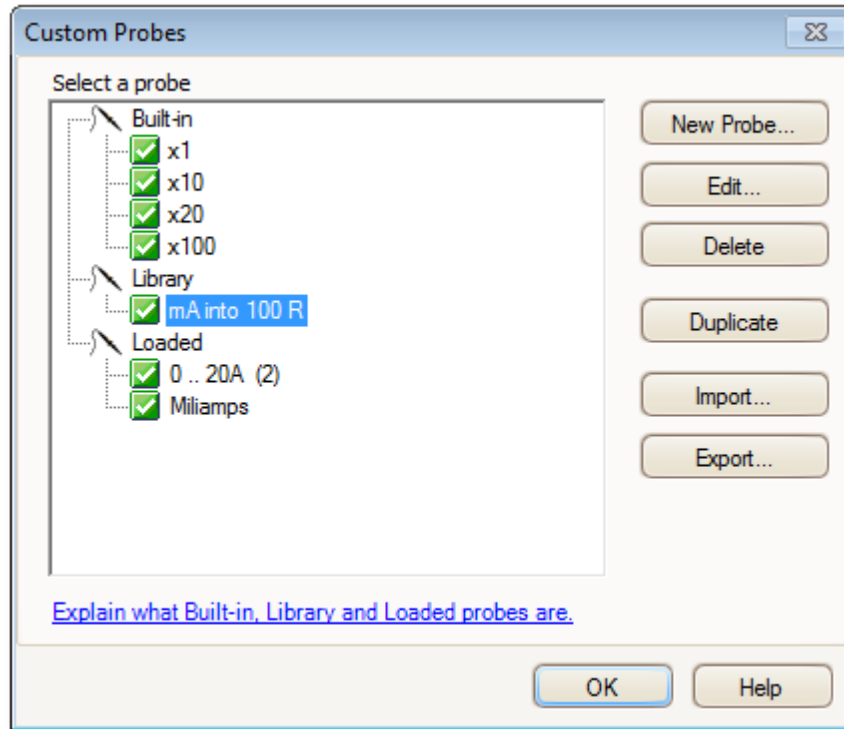 Custom Probes
Select a probe
Built-in
x1
x10
x20
x100
Library
mA into 100 R
Loaded
0 .. 20A (2)
Miliamps
New Probe...
Edit...
Delete
Duplicate
Import...
Export...
Explain what Built-in, Library and Loaded probes are.
OK
Help